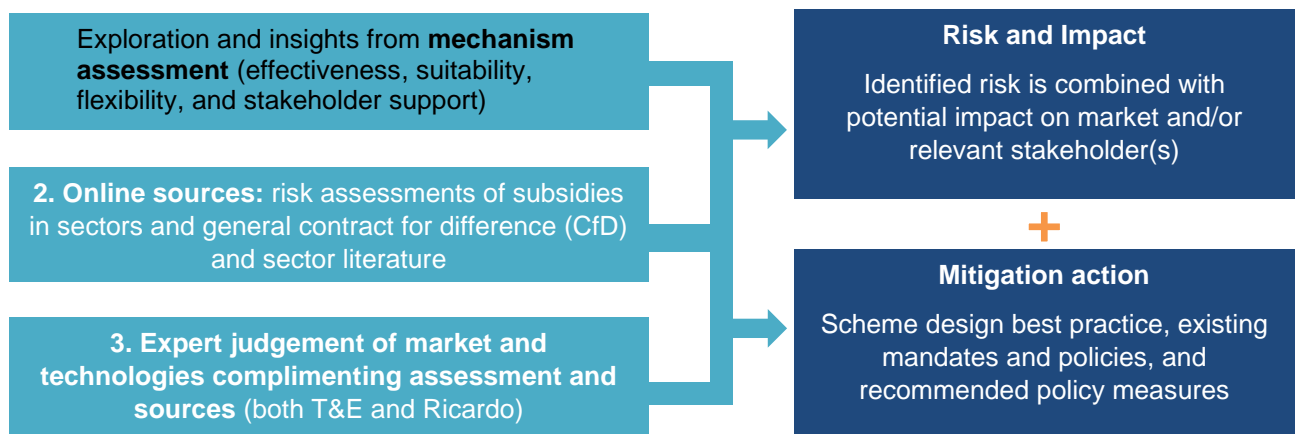 Exploration and insights from mechanism
assessment (effectiveness, suitability,
flexibility, and stakeholder support)
2. Online sources: risk assessments of subsidies
in sectors and general contract for difference (CfD)
and sector literature
3. Expert judgement of market and
technologies complimenting assessment and
sources (both T&E and Ricardo)
Risk and Impact
Identified risk is combined with
potential impact on market and/or
relevant stakeholder(s)
+
Mitigation action
Scheme design best practice, existing
mandates and policies, and
recommended policy measures